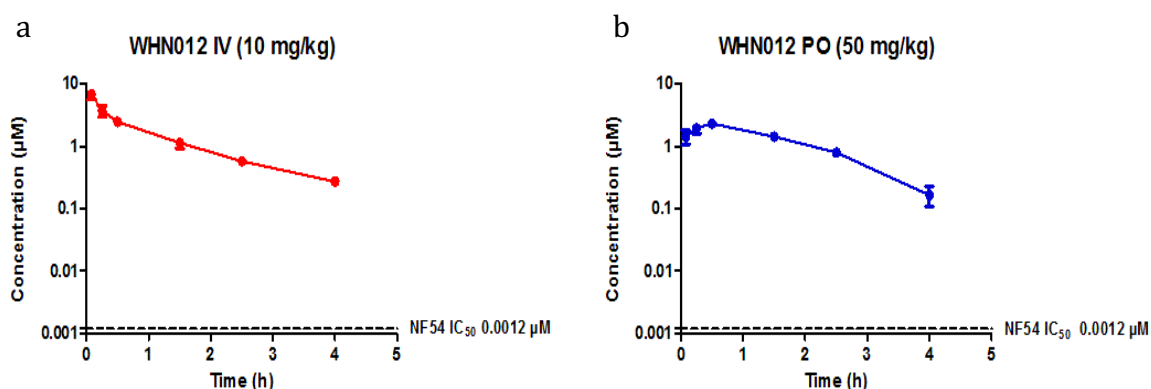 a
WHN012 IV (10 mg/kg)
Concentration (µM)
10
1
0.1
0.01
0.001
0 1 2 3 4 5
Time (h)
NF54 IC₅₀ 0.0012 µM
b
WHN012 PO (50 mg/kg)
Concentration (µM)
10
1
0.1
0.01
0.001
0 1 2 3 4 5
Time (h)
NF54 IC₅₀ 0.0012 µM